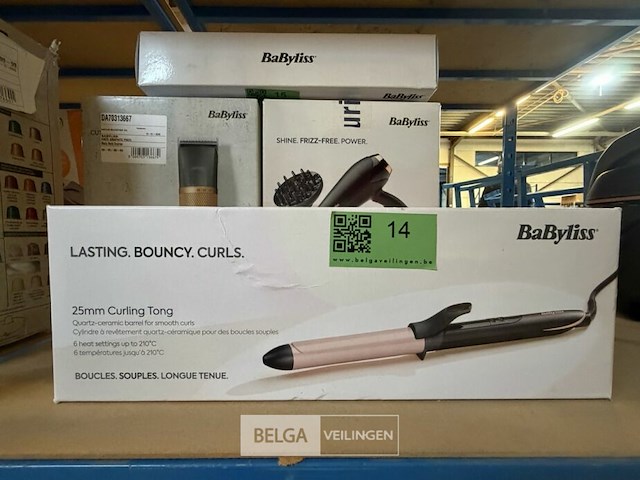 BaByliss
DA70313667
BaByliss
BaByliss
BaByliss
SHINE. FRIZZ-FREE. POWER.
14
www.belgaveilingen.be
BaByliss
LASTING. BOUNCY. CURLS.
25mm Curling Tong
Quartz-ceramic barrel for smooth curls
Cylindre à revêtement quartz-céramique pour des boucles souples
6 heat settings up to 210°C
6 températures jusqu'à 210°C
BOUCLES. SOUPLES. LONGUE TENUE.
BELGA VEILINGEN